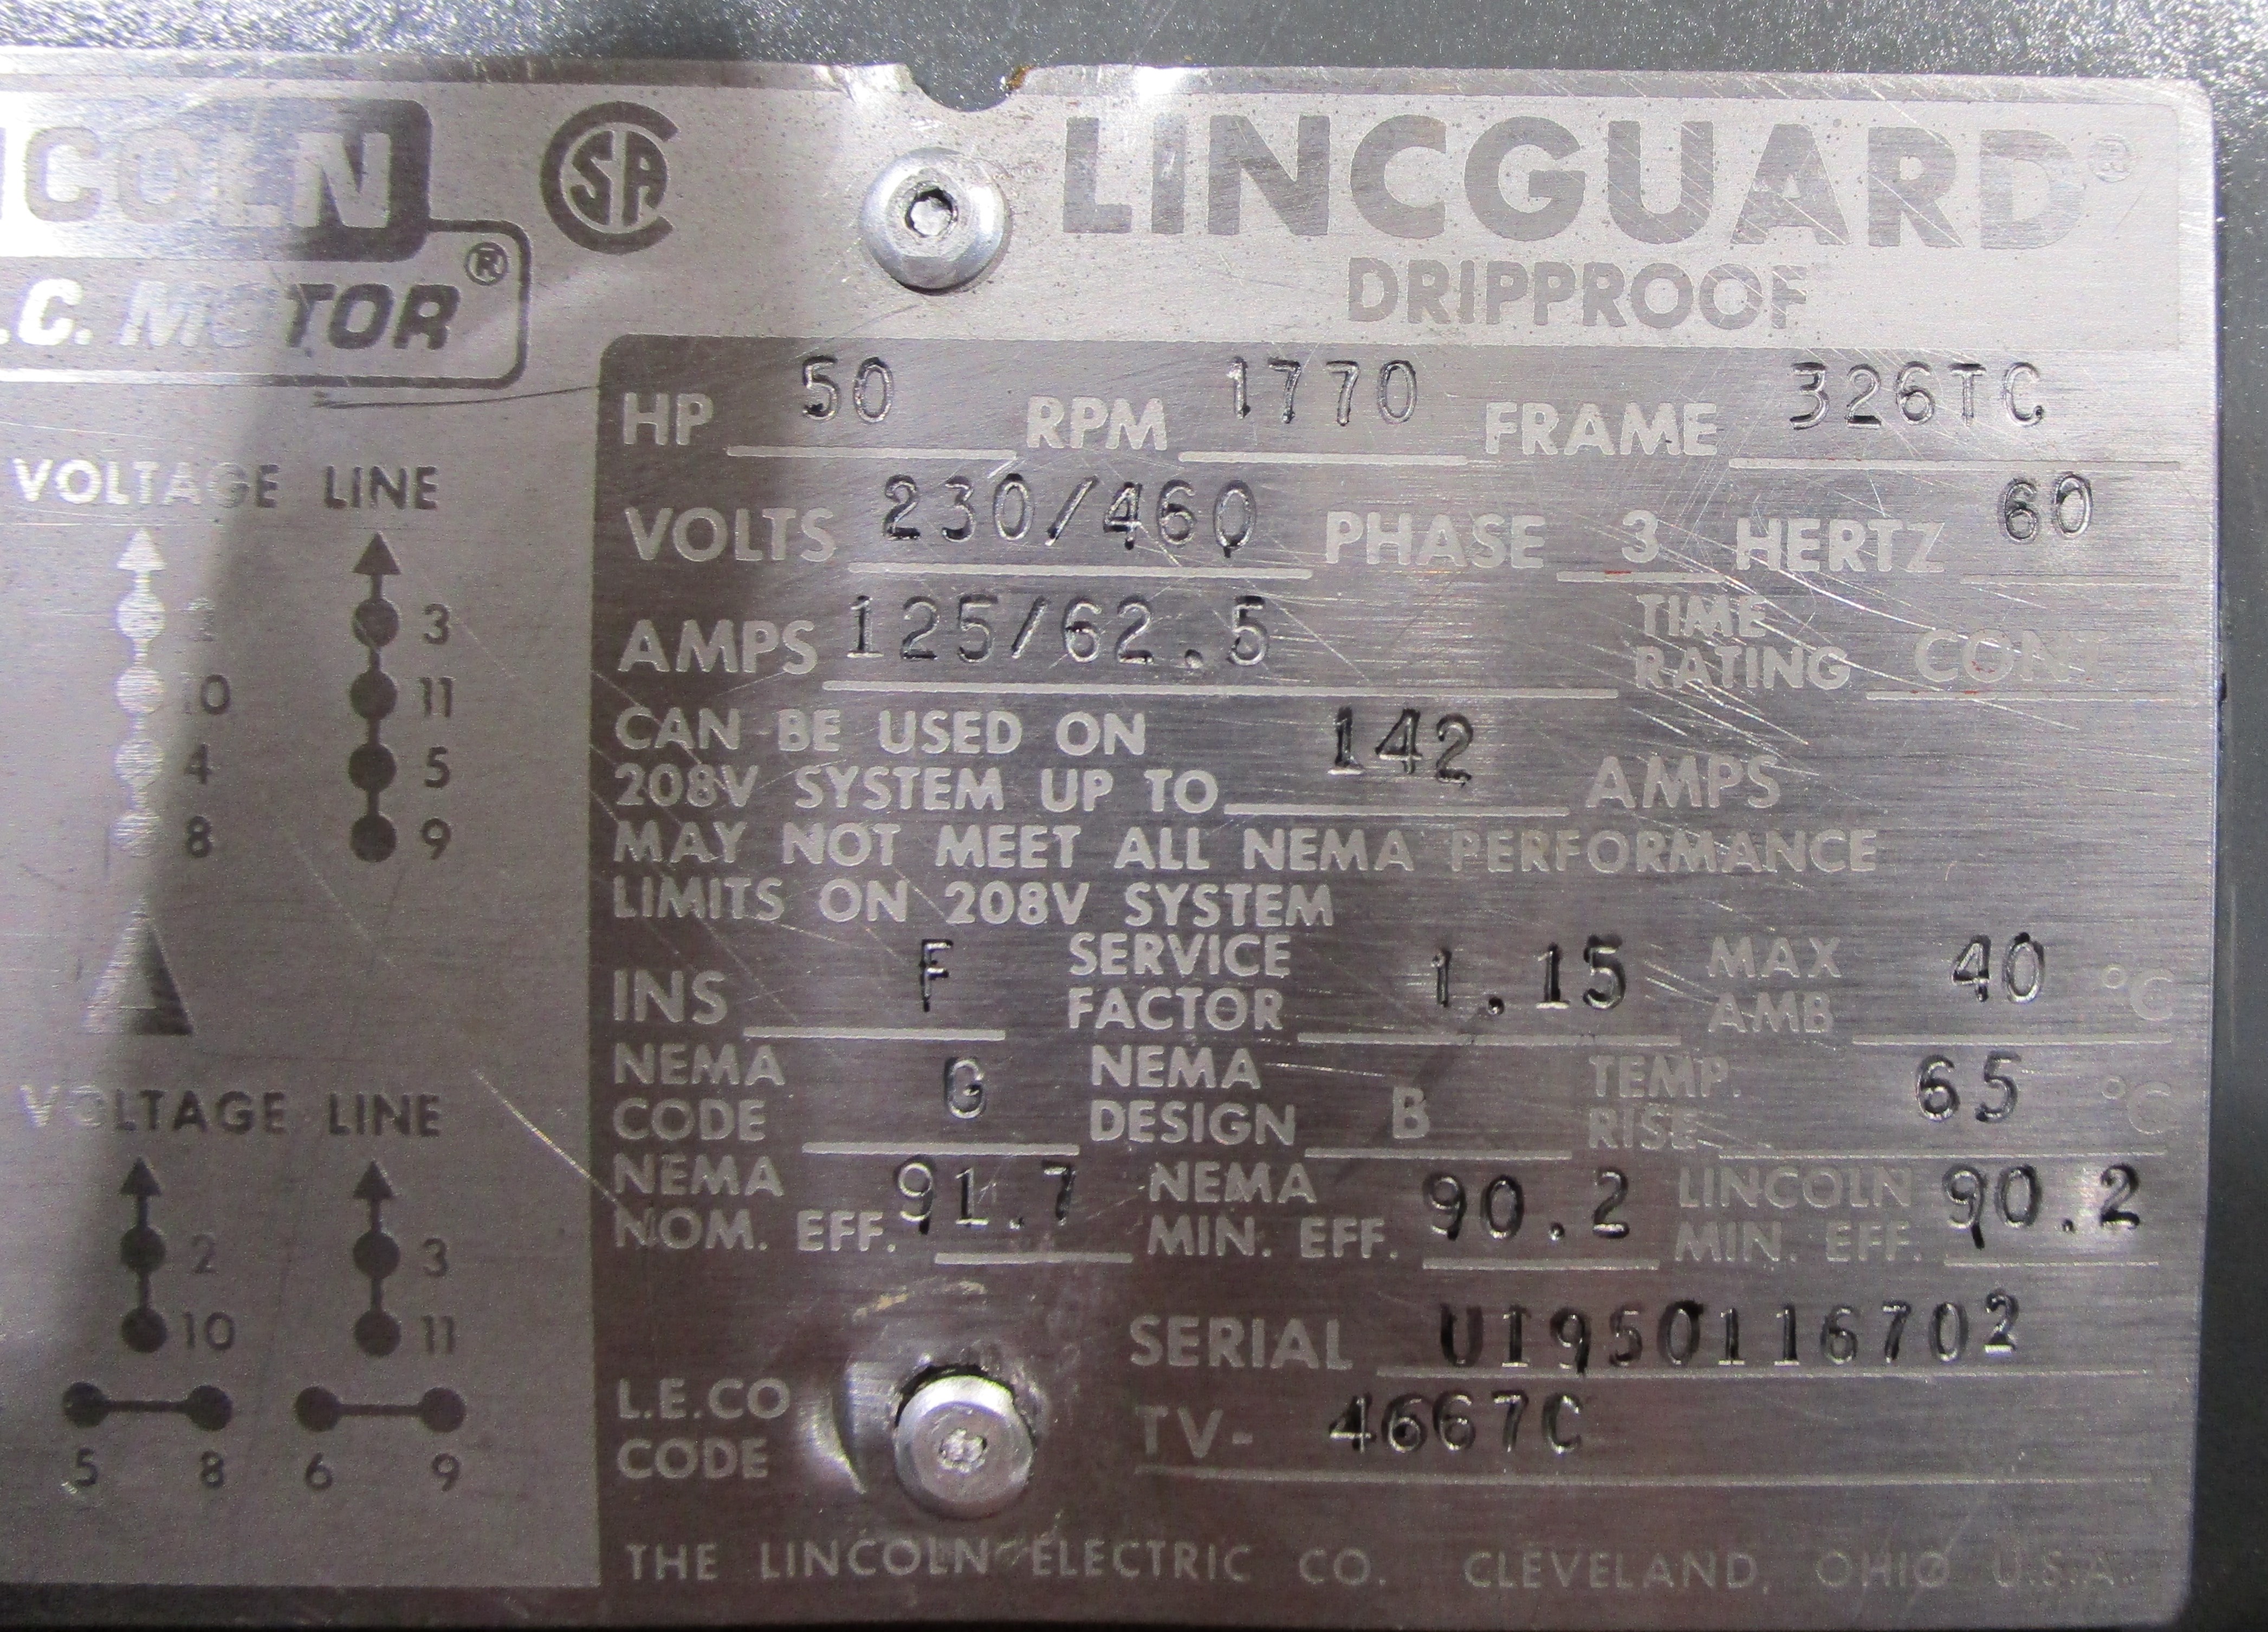 COLN
.C. MOTOR®
CSA
LINCGUARD®
DRIPPROOF
VOLTAGE LINE
3
10 11
4 5
8 9
VOLTAGE LINE
2 3
10 11
5 8 6 9
HP 50 RPM 1770 FRAME 326TC
VOLTS 230/460 PHASE 3 HERTZ 60
AMPS 125/62.5 TIME RATING CONT.
CAN BE USED ON
208V SYSTEM UP TO 142 AMPS
MAY NOT MEET ALL NEMA PERFORMANCE
LIMITS ON 208V SYSTEM
INS F SERVICE FACTOR 1.15 MAX AMB 40 °C
NEMA CODE G NEMA DESIGN B TEMP. RISE 65 °C
NEMA NOM. EFF. 91.7 NEMA MIN. EFF. 90.2 LINCOLN MIN. EFF. 90.2
SERIAL U1950116702
L.E.CO CODE
TV- 4667C
THE LINCOLN ELECTRIC CO. CLEVELAND, OHIO U.S.A.